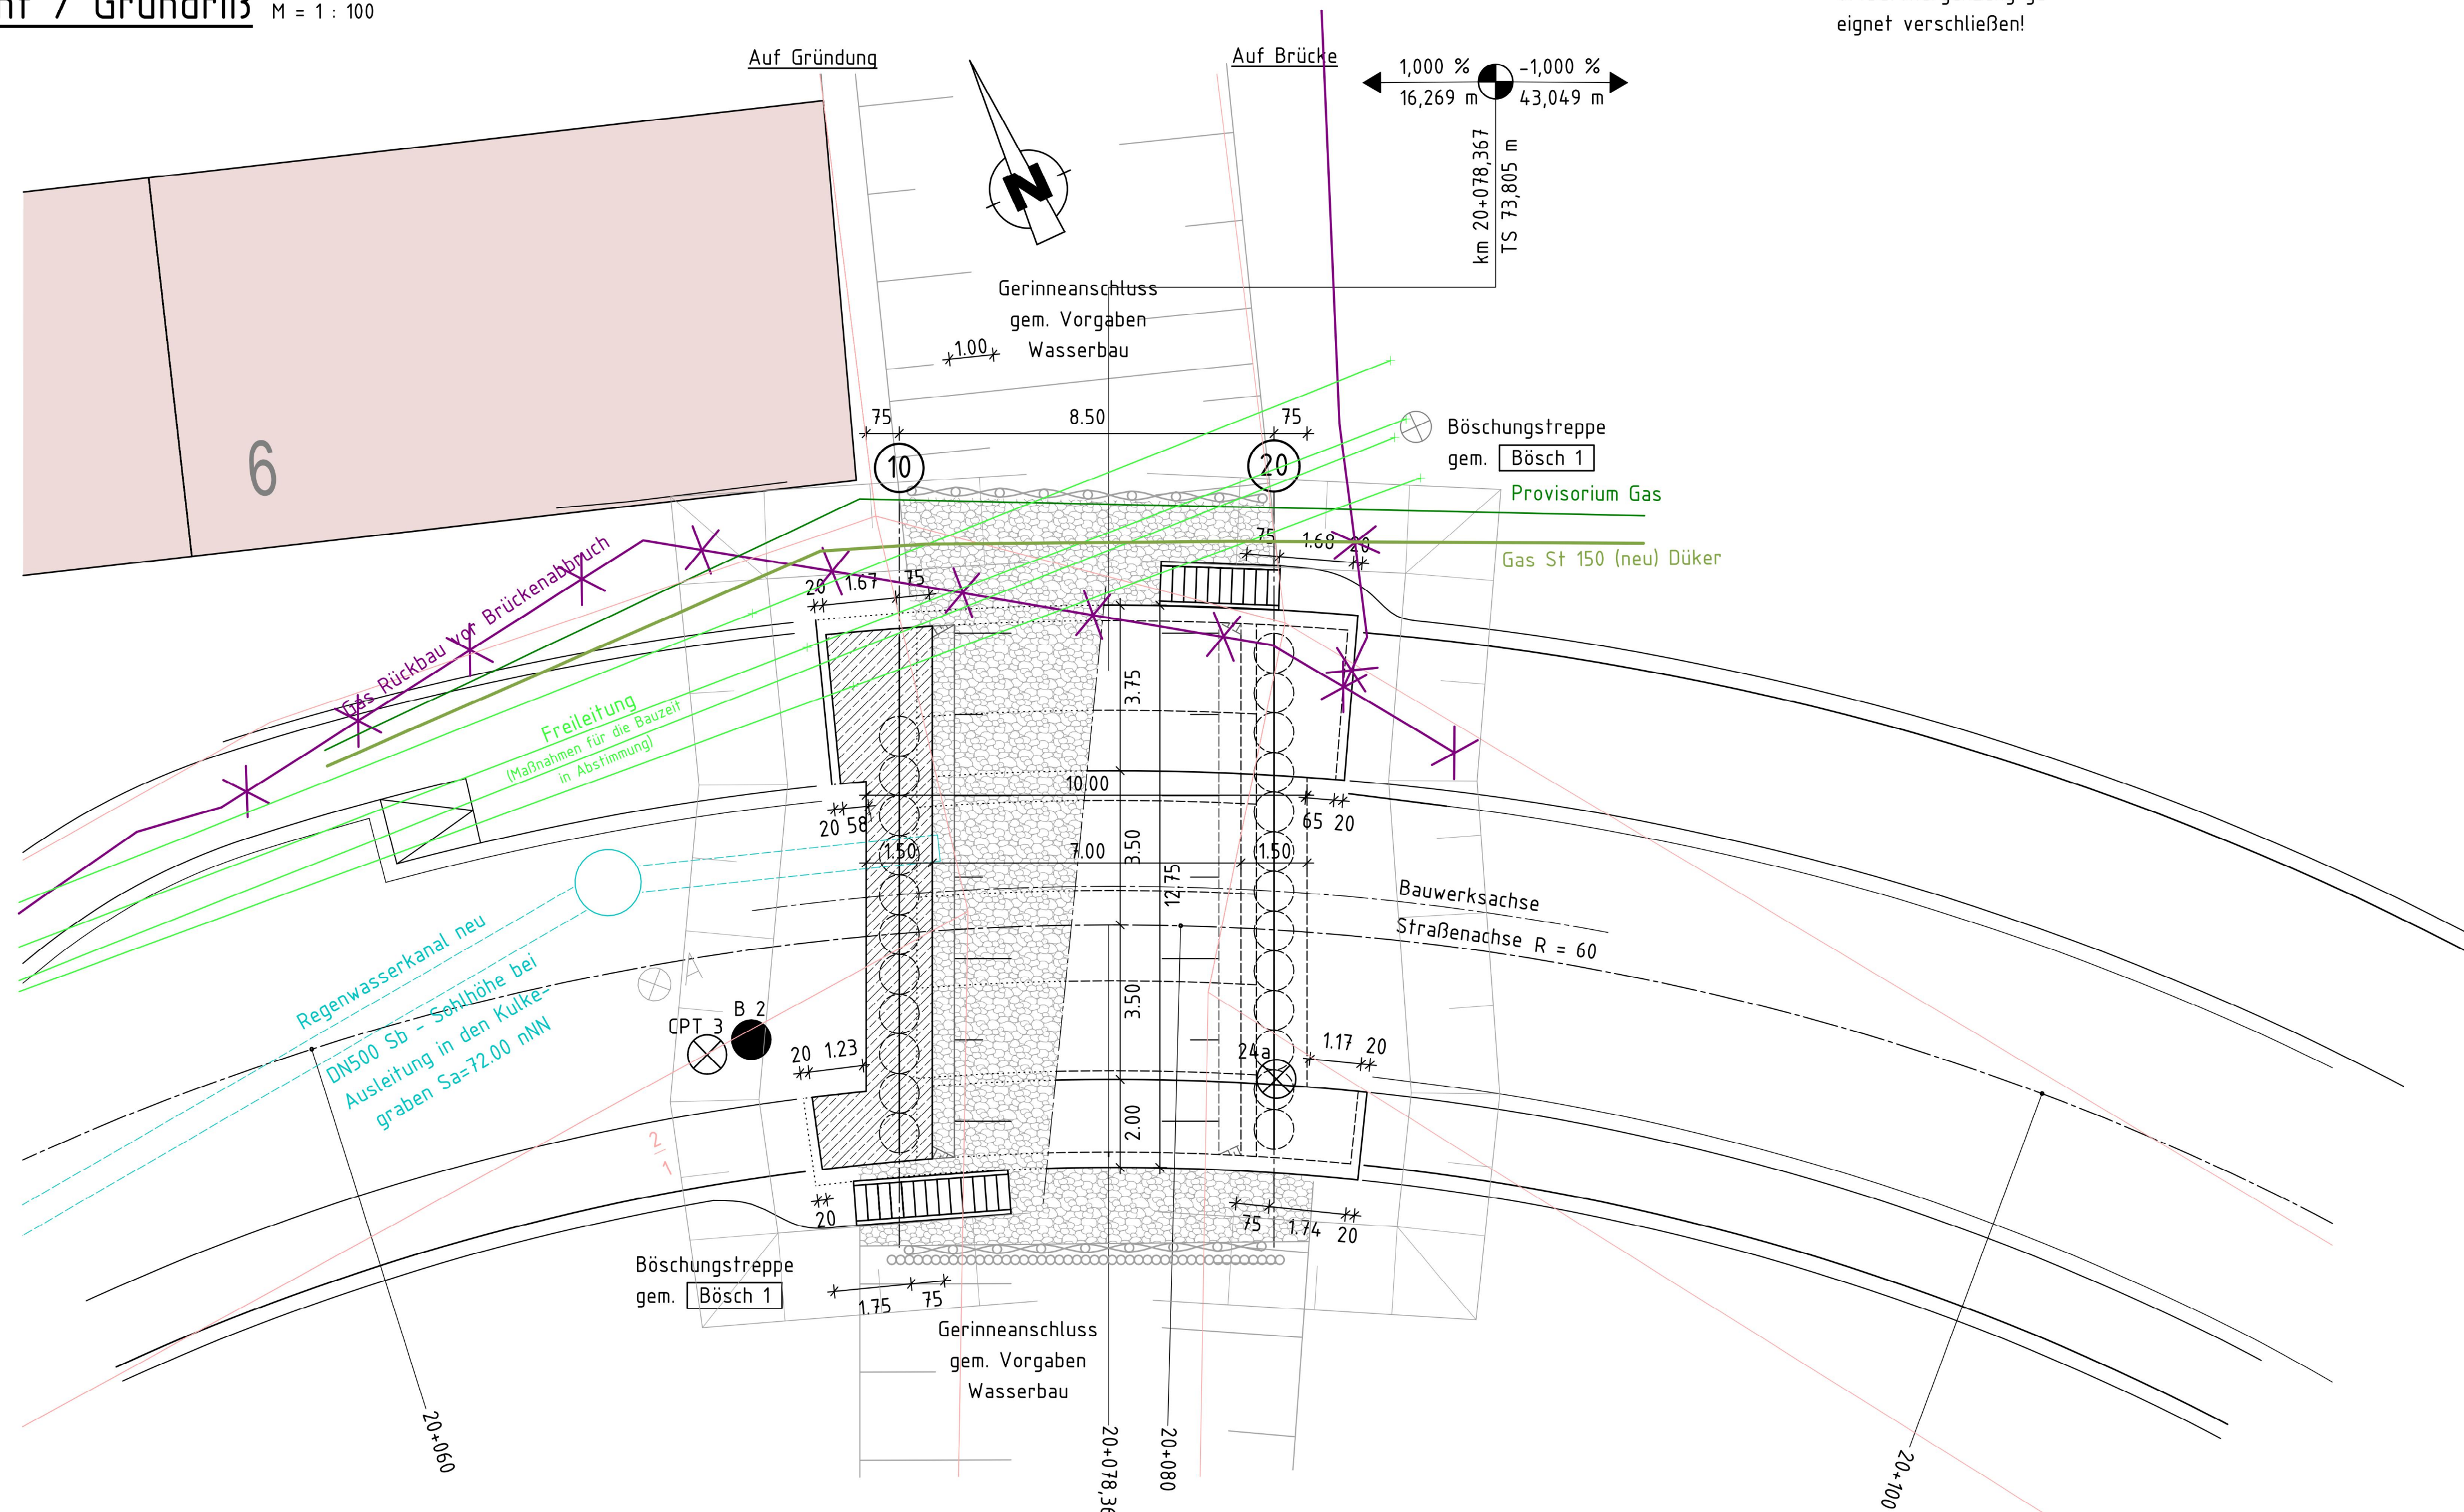 Grundriß M = 1 : 100
eignet verschließen!
Auf Gründung
Auf Brücke
1,000 % -1,000 %
16,269 m 43,049 m
km 20+078,367
TS 73,805 m
N
Gerinneanschluss
gem. Vorgaben
Wasserbau
1.00
75 8.50 75
10 20
6
Böschungstreppe
gem. Bösch 1
Provisorium Gas
Gas St 150 (neu) Düker
75 1.68 20
20 1.67 75
Gas Rückbau vor Brückenabbruch
Freileitung
(Maßnahmen für die Bauzeit
in Abstimmung)
3.75
10.00
20 58
65 20
1.50 7.00 3.50 1.50
12.75
Bauwerksachse
Straßenachse R = 60
Regenwasserkanal neu
DN500 Sb - Sohlhöhe bei
Ausleitung in den Kulke-
graben Sa=72.00 nNN
A
B 2
CPT 3
20 1.23
3.50
24a
1.17 20
2.00
2
1
20
75 1.74 20
Böschungstreppe
gem. Bösch 1
1.75 75
Gerinneanschluss
gem. Vorgaben
Wasserbau
20+060
20+078,36
20+080
20+100